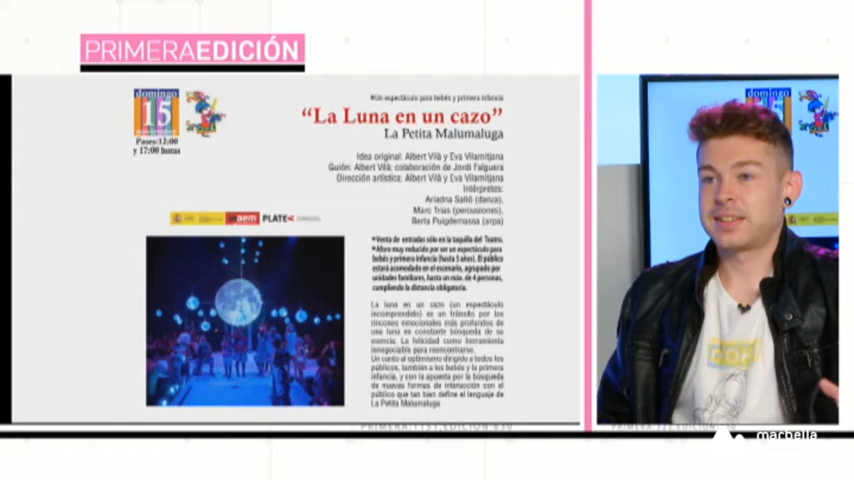 PRIMERAEDICIÓN
domingo
15
Pases: 12:00
y 17:00 horas
*Un espectáculo para bebés y primera infancia
“La Luna en un cazo”
La Petita Malumaluga
Idea original: Albert Vilà y Eva Vilamitjana
Guión: Albert Vilà; colaboración de Jordi Falguera
Dirección artística: Albert Vilà y Eva Vilamitjana
Intérpretes:
Ariadna Saltó (danza),
Marc Trias (percusiones),
Berta Puigdemassa (arpa)
PLATEA
*Venta de entradas sólo en la taquilla del Teatro.
*Aforo muy reducido por ser un espectáculo para
bebés y primera infancia (hasta 5 años). El público
estará acomodado en el escenario, agrupado por
unidades familiares, hasta un máx. de 4 personas,
cumpliendo la distancia obligatoria.
La luna en un cazo (un espectáculo
incomprendido) es un tránsito por los
rincones emocionales más profundos de
una luna en constante búsqueda de su
esencia. La felicidad como herramienta
innegociable para reencontrarse.
Un canto al optimismo dirigido a todos los
públicos, también a los bebés y la primera
infancia, y con la apuesta por la búsqueda
de nuevas formas de interacción con el
público que tan bien define el lenguaje de
La Petita Malumaluga
domingo
15
marbella